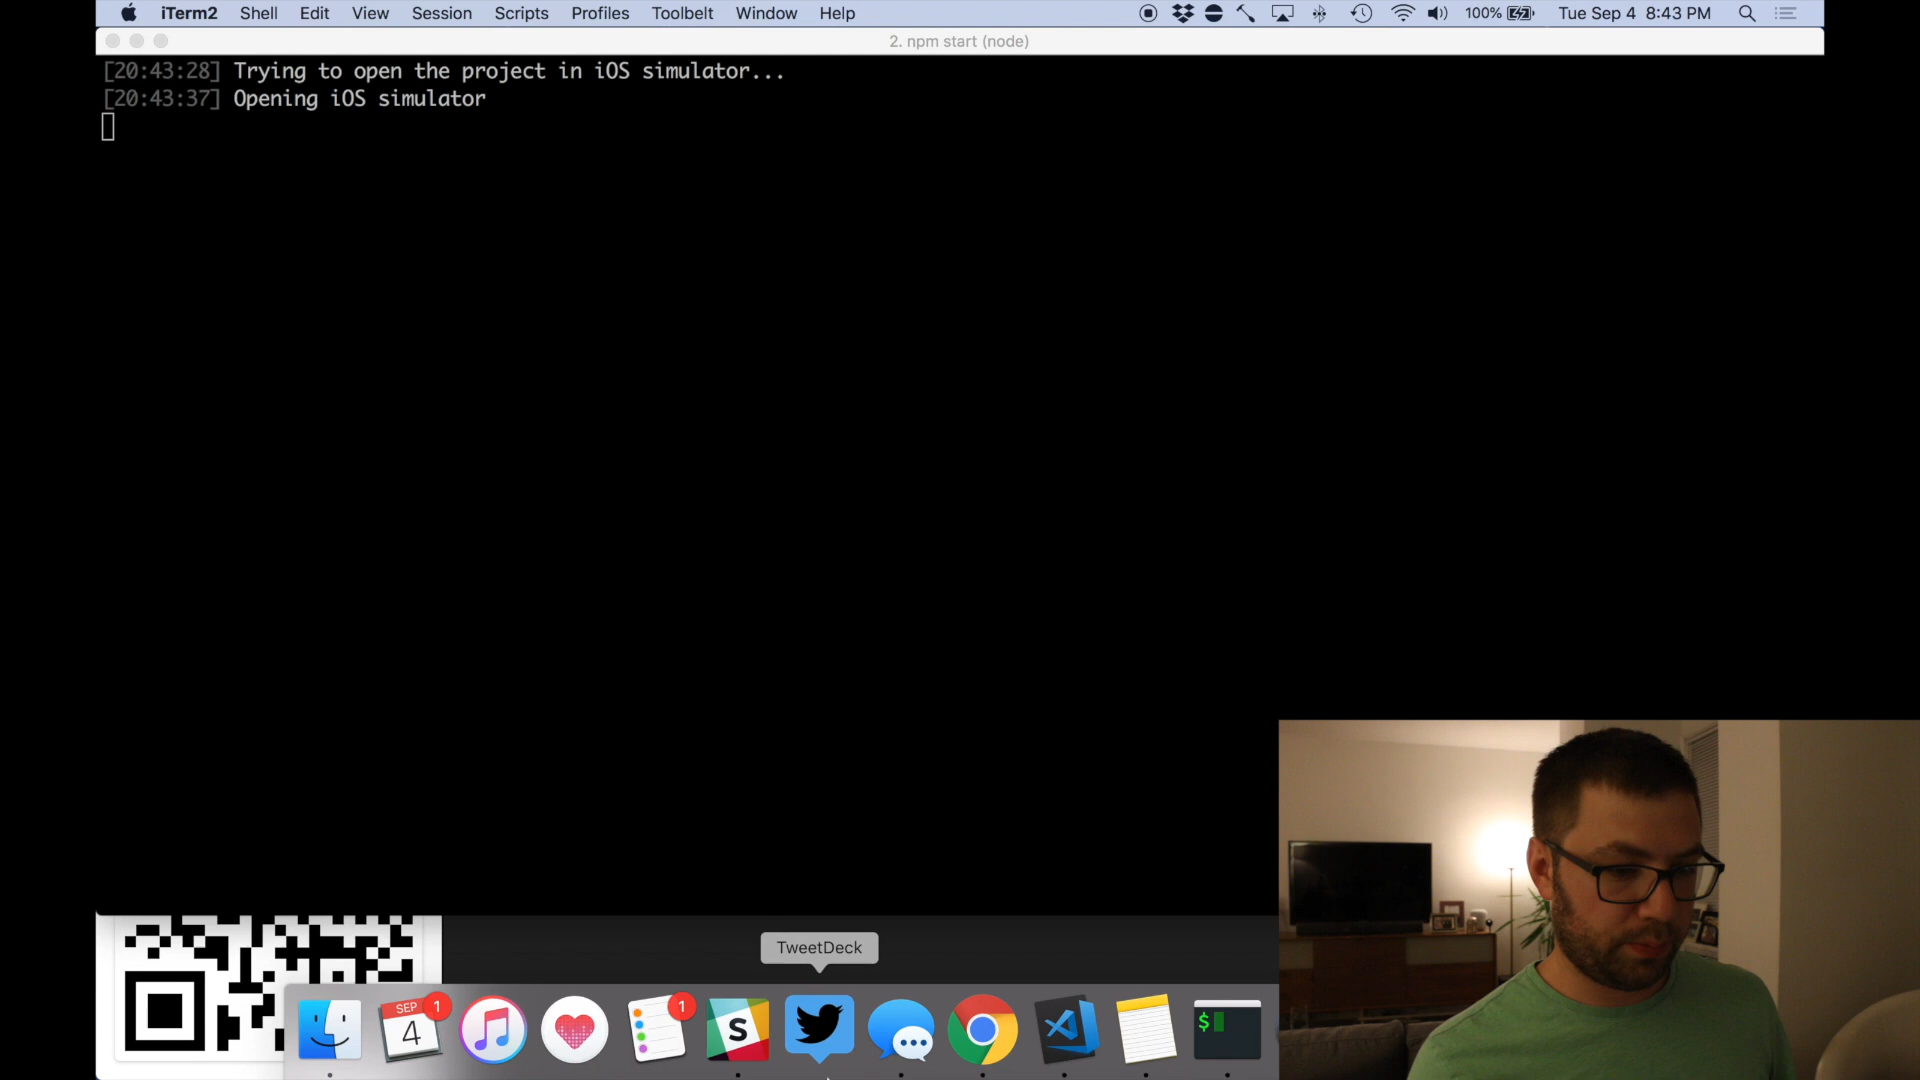 iTerm2 Shell Edit View Session Scripts Profiles Toolbelt Window Help 100% Tue Sep 4 8:43 PM
2. npm start (node)
[20:43:28] Trying to open the project in iOS simulator...
[20:43:37] Opening iOS simulator
TweetDeck
SEP 4 1
1
S
$